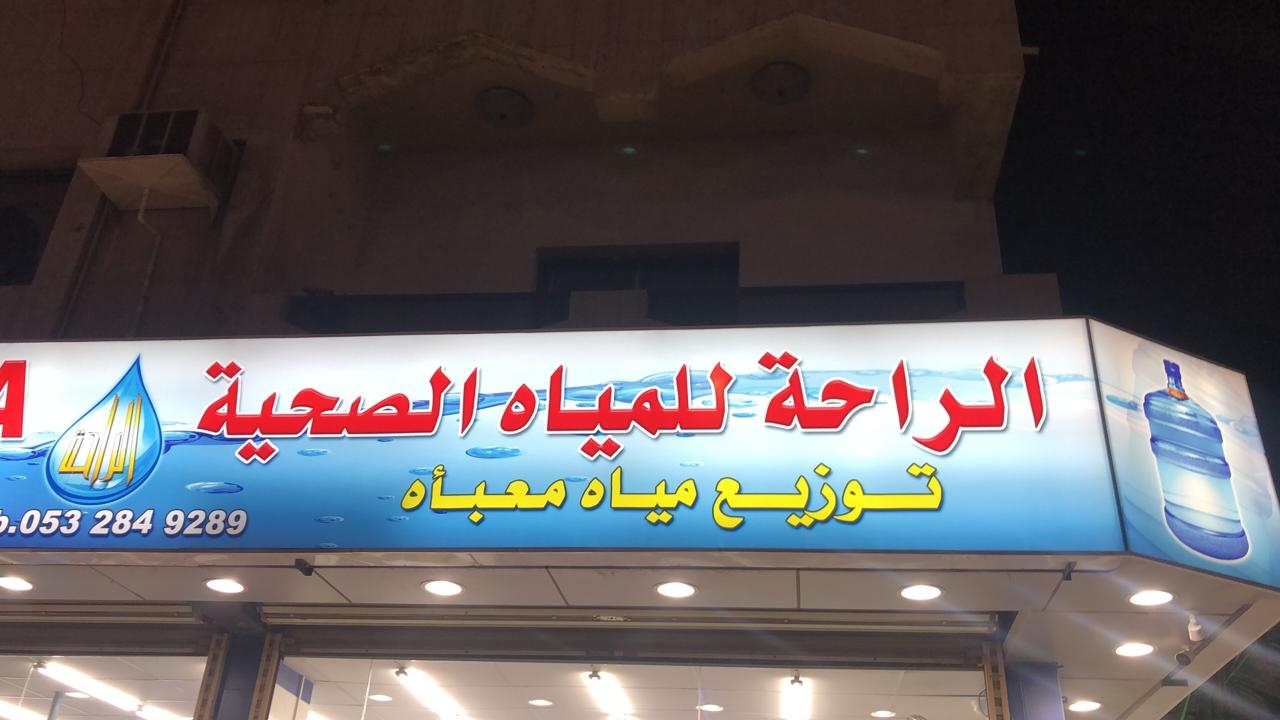 الراحة للمياه الصحية
توزيع مياه معبأه
الراحة
A
b.053 284 9289